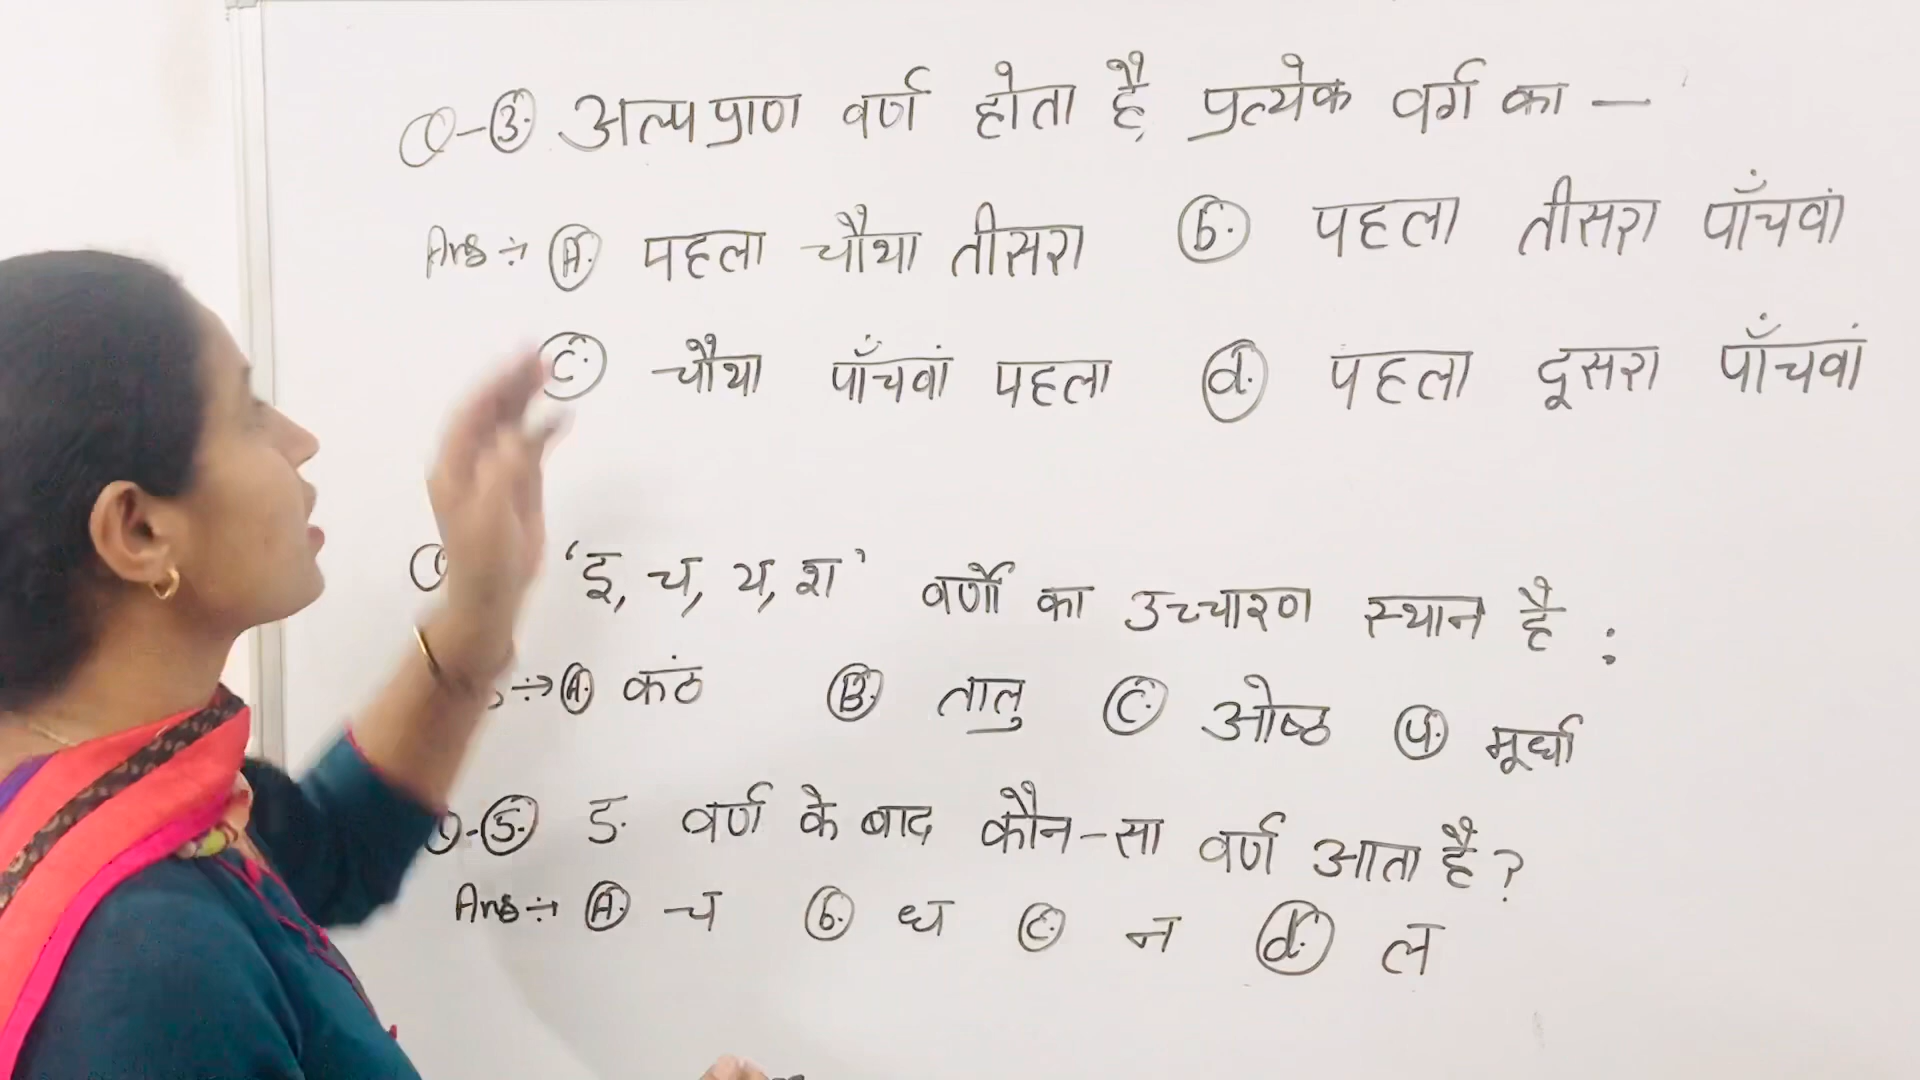 Q-③ अल्पप्राण वर्ण होता है, प्रत्येक वर्ग का —
Ans :- Ⓐ पहला चौथा तीसरा ⓑ पहला तीसरा पाँचवां
Ⓒ चौथा पाँचवां पहला ⓓ पहला दूसरा पाँचवां
Q 'इ, च, य, श' वर्णों का उच्चारण स्थान है :
Ⓐ कंठ Ⓑ तालु Ⓒ ओष्ठ मूर्धा
Q-⑤ ङ वर्ण के बाद कौन-सा वर्ण आता है ?
Ans :- Ⓐ च ⓑ ध ⓒ न ⓓ ल